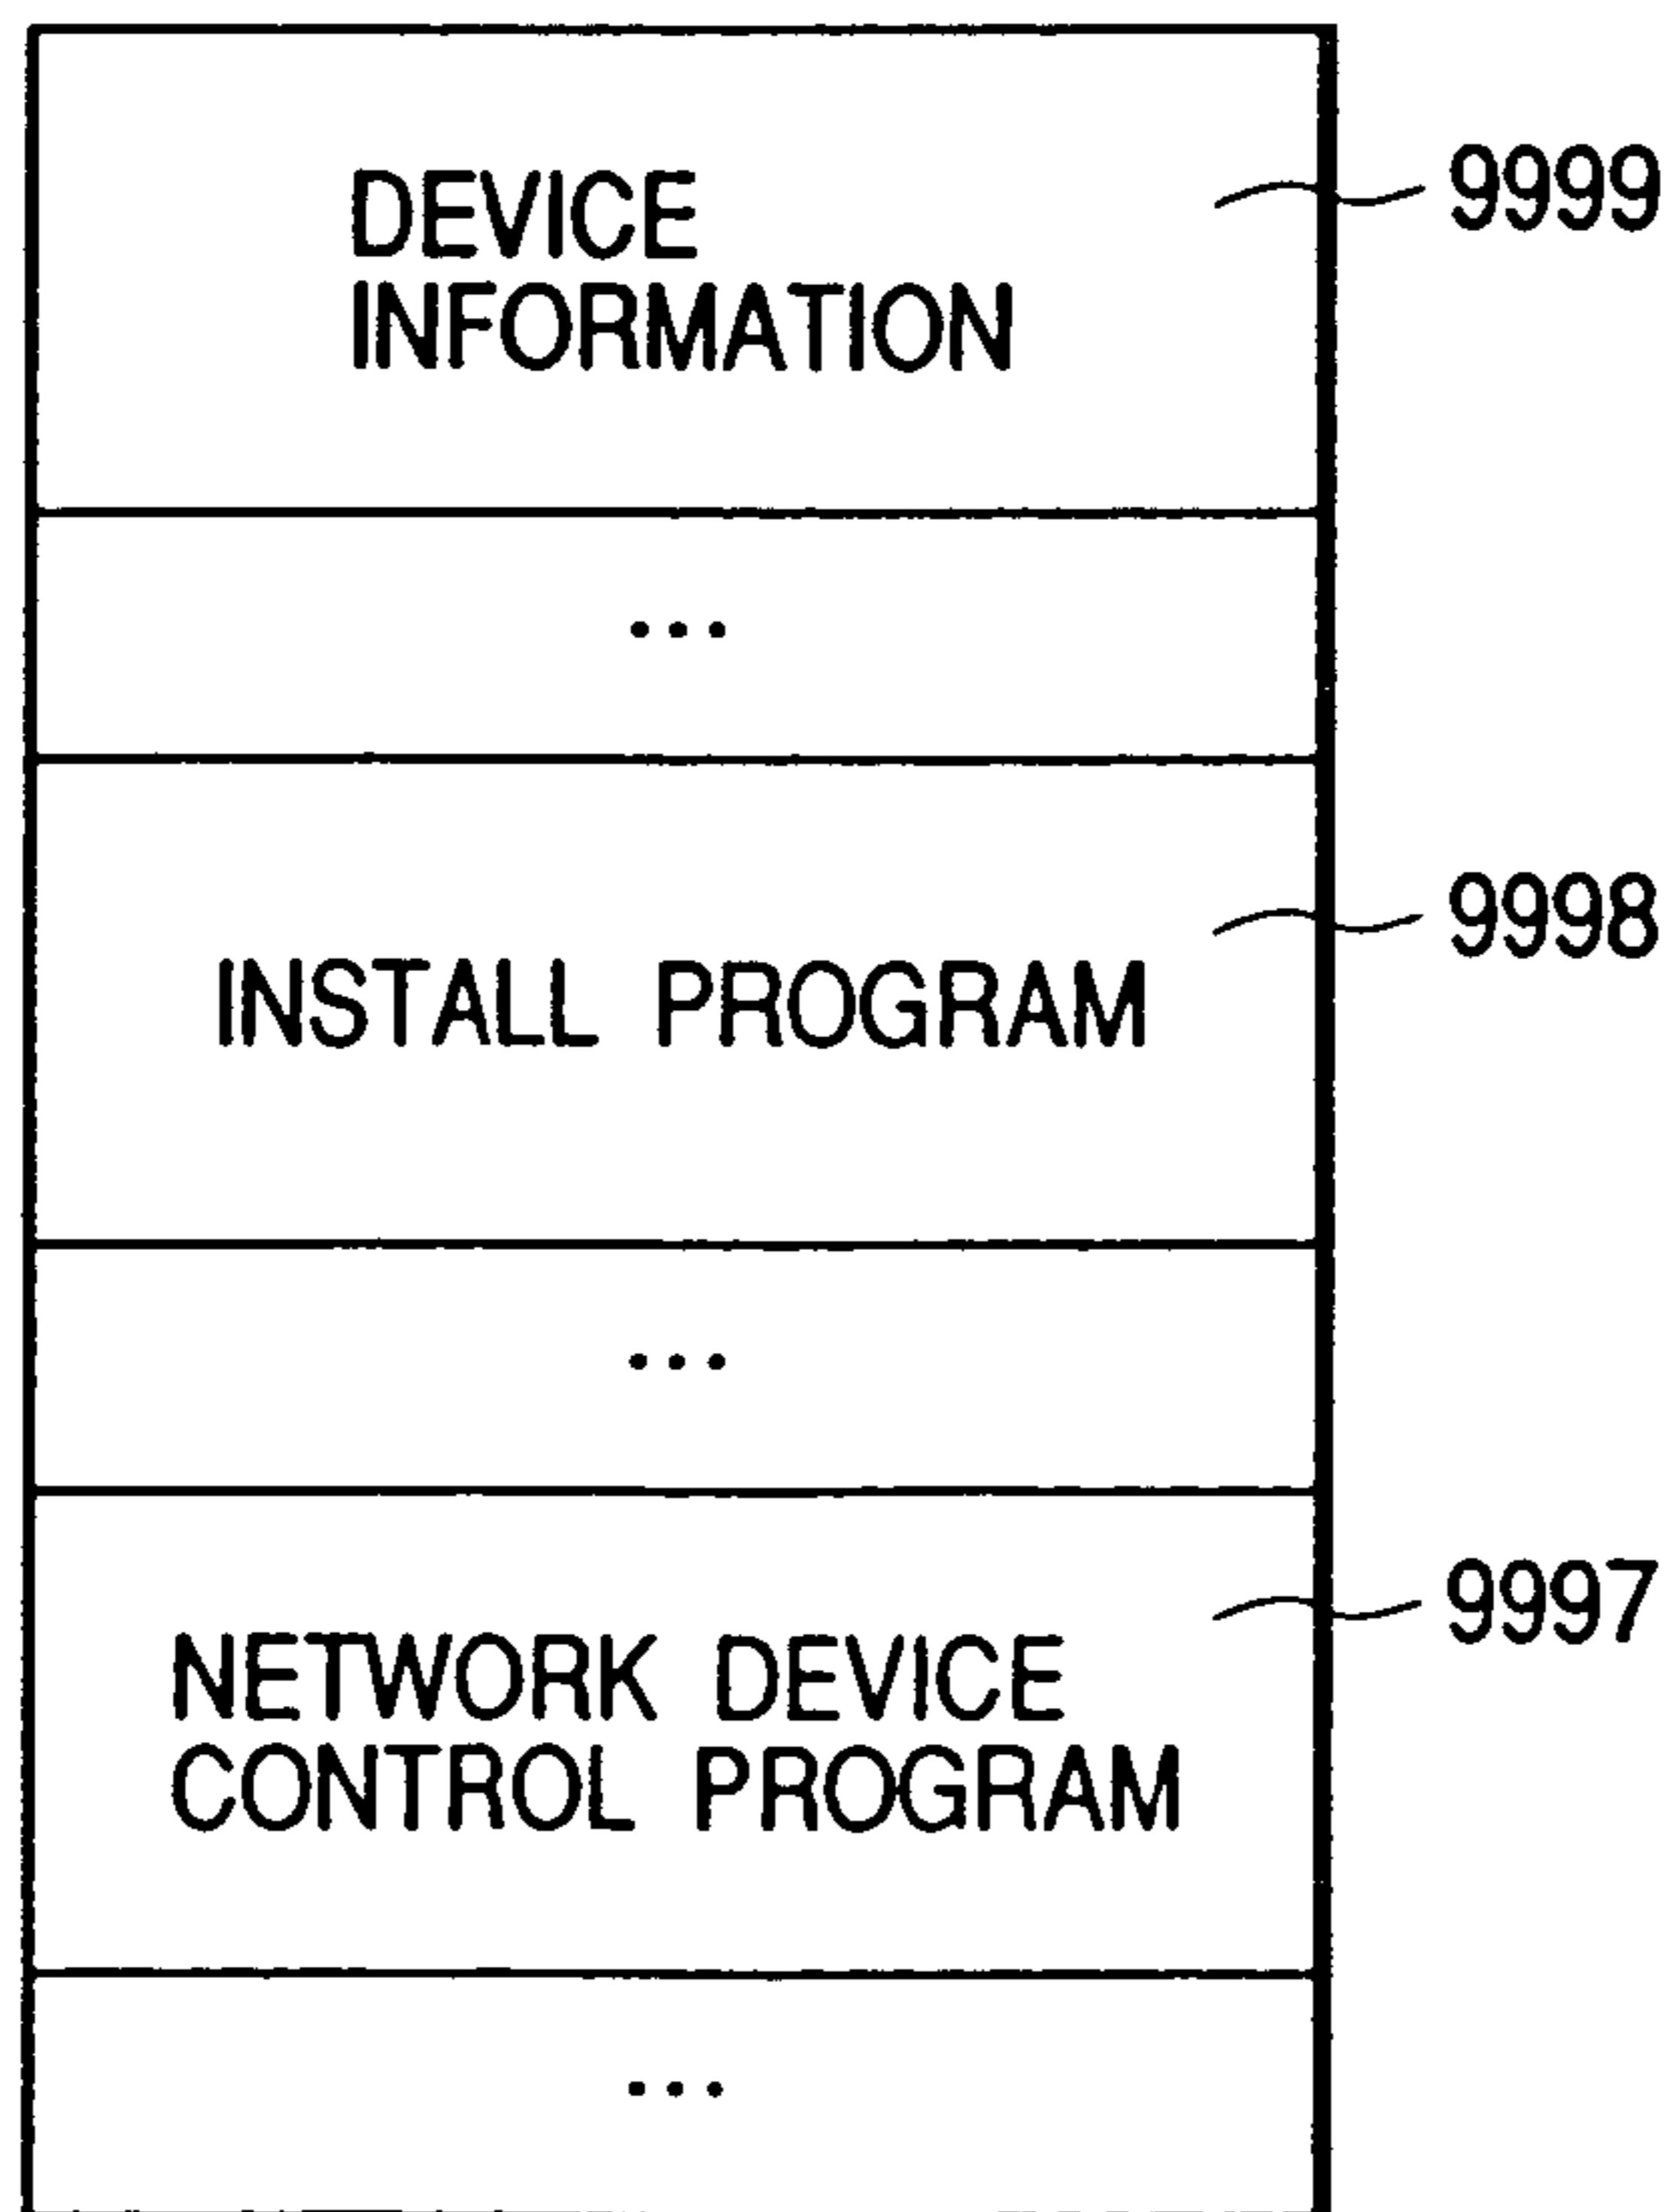 DEVICE
INFORMATION
9999
...
INSTALL PROGRAM
9998
...
NETWORK DEVICE
CONTROL PROGRAM
9997
...